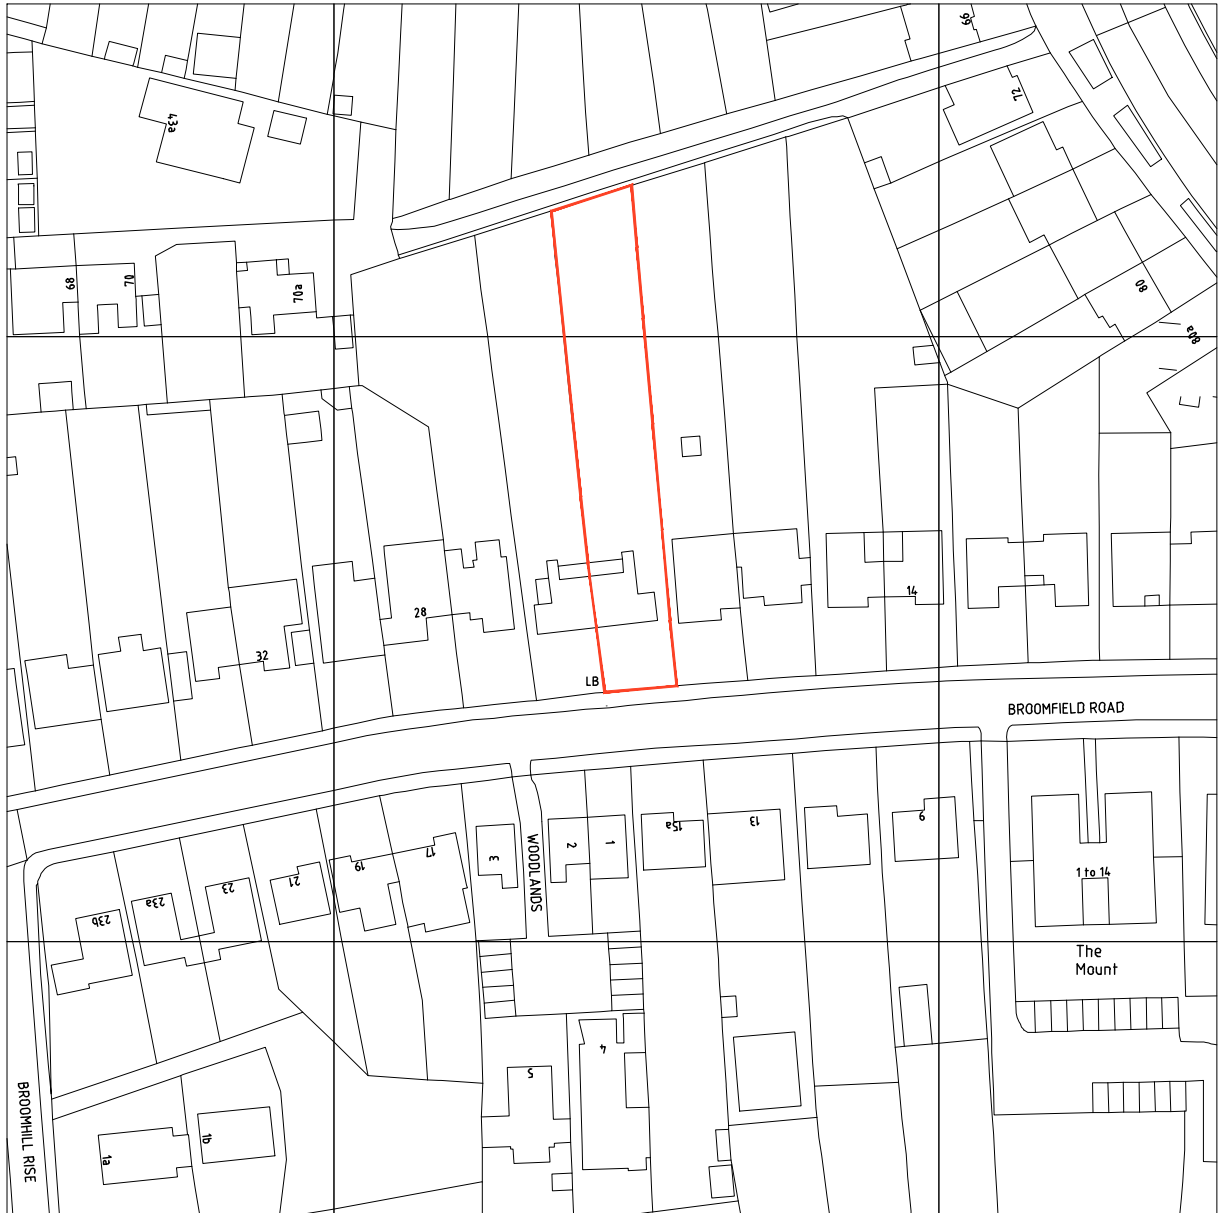 66
72
43a
68
70
70a
80
80a
28
14
32
LB
BROOMFIELD ROAD
WOODLANDS
3
2
1
15a
13
9
17
19
21
23
23a
23b
1 to 14
The
Mount
4
5
BROOMHILL RISE
1a
1b